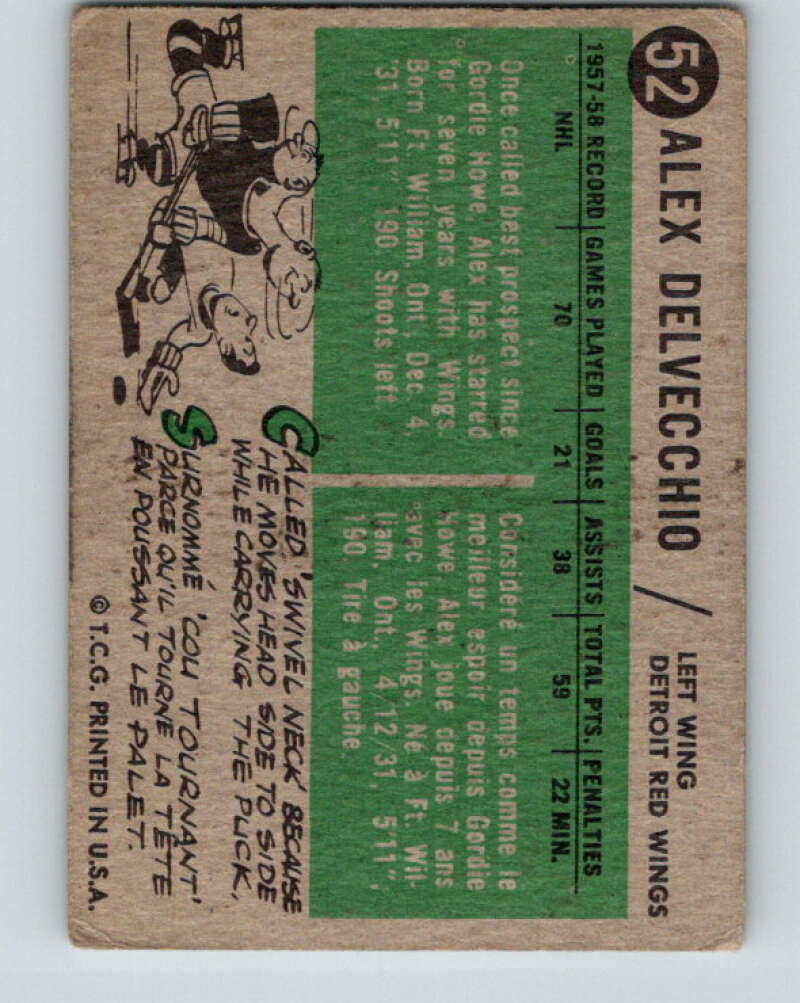 52 ALEX DELVECCHIO / LEFT WING
DETROIT RED WINGS
1957-58 RECORD | GAMES PLAYED | GOALS | ASSISTS | TOTAL PTS. | PENALTIES
NHL 70 21 38 59 22 MIN.
Once called best prospect since
Gordie Howe, Alex has starred
for seven years with Wings.
Born Ft. William, Ont., Dec. 4,
'31, 5'11", 190. Shoots left.
Considéré un temps comme le
meilleur espoir depuis Gordie
Howe, Alex joue depuis 7 ans
avec les Wings. Né à Ft. Wil-
liam, Ont., 4/12/31, 5'11",
190. Tire à gauche.
CALLED 'SWIVEL NECK' BECAUSE
HE MOVES HEAD SIDE TO SIDE
WHILE CARRYING THE PUCK.
SURNOMMÉ 'COU TOURNANT'
PARCE QU'IL TOURNE LA TÊTE
EN POUSSANT LE PALET.
© T.C.G. PRINTED IN U.S.A.